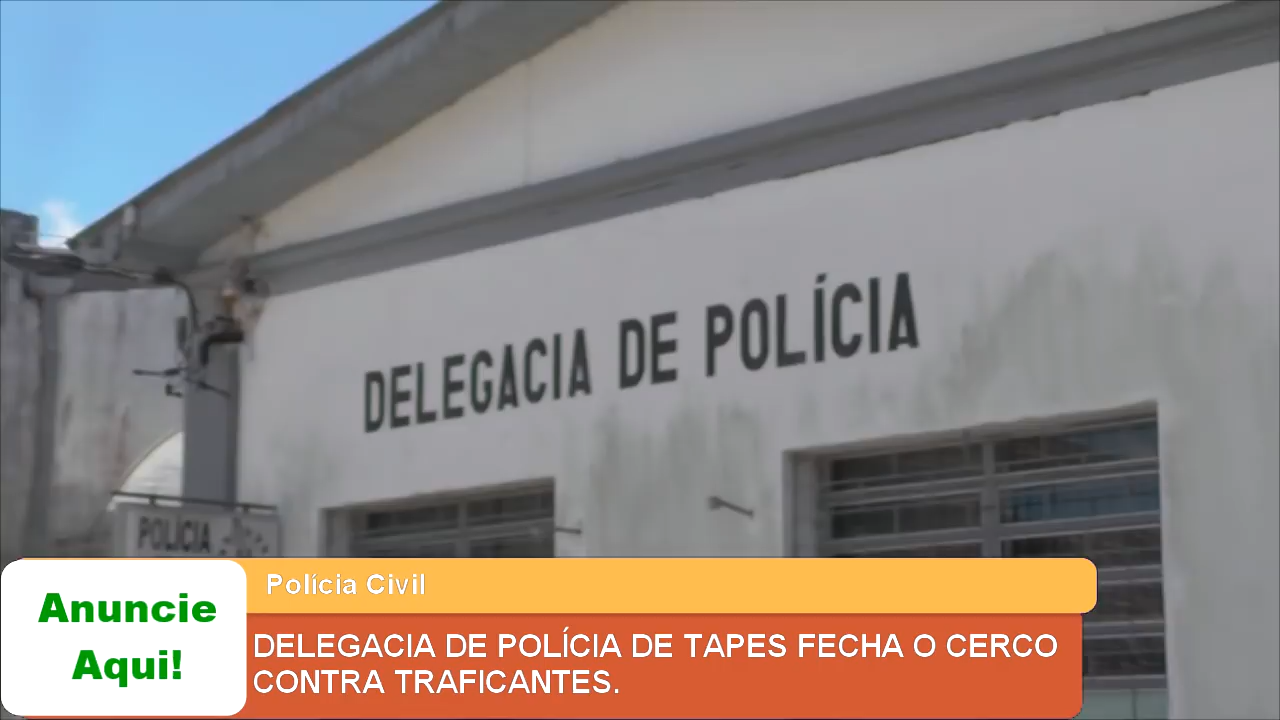 DELEGACIA DE POLÍCIA
POLICIA
Polícia Civil
Anuncie
Aqui!
DELEGACIA DE POLÍCIA DE TAPES FECHA O CERCO
CONTRA TRAFICANTES.